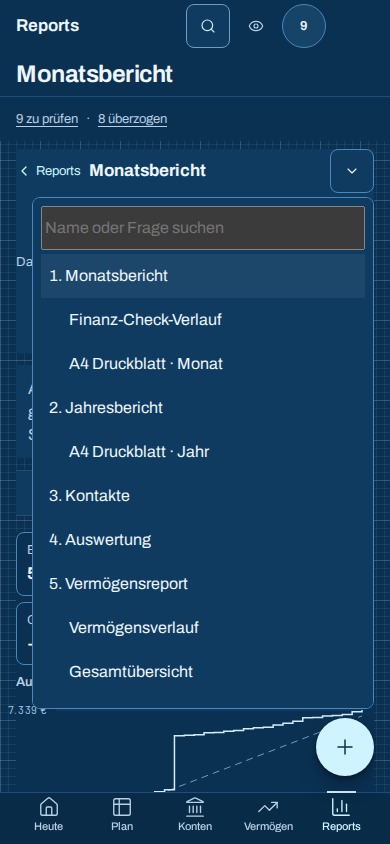 Reports
9
Monatsbericht
9 zu prüfen · 8 überzogen
Reports Monatsbericht
Name oder Frage suchen
Da
1. Monatsbericht
Finanz-Check-Verlauf
A4 Druckblatt · Monat
2. Jahresbericht
A4 Druckblatt · Jahr
3. Kontakte
4. Auswertung
5. Vermögensreport
Vermögensverlauf
Gesamtübersicht
Au
7.339 €
Heute Plan Konten Vermögen Reports